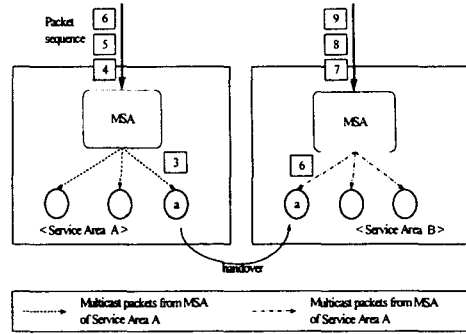 Packet
sequence
6
5
4
MSA
3
a
< Service Area A >
9
8
7
MSA
6
a
< Service Area B >
handover
Multicast packets from MSA
of Service Area A
Multicast packets from MSA
of Service Area A